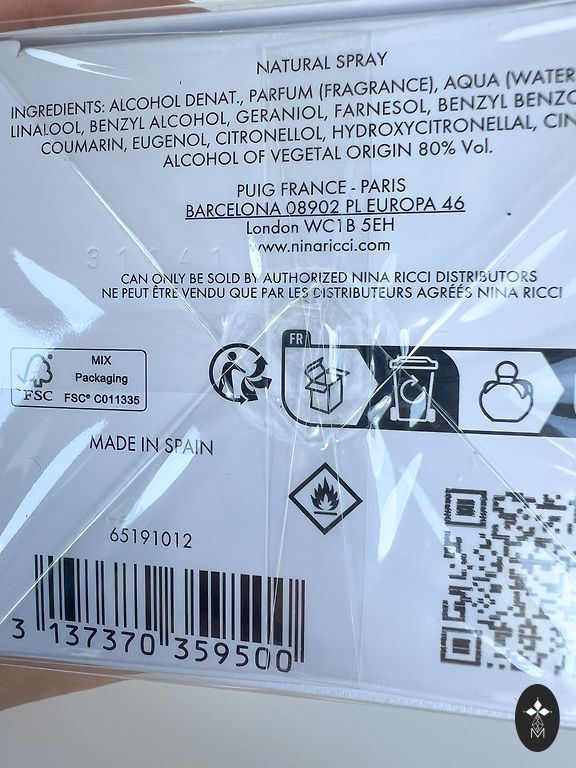 NATURAL SPRAY
INGREDIENTS: ALCOHOL DENAT., PARFUM (FRAGRANCE), AQUA (WATER
LINALOOL, BENZYL ALCOHOL, GERANIOL, FARNESOL, BENZYL BENZO
COUMARIN, EUGENOL, CITRONELLOL, HYDROXYCITRONELLAL, CIN
ALCOHOL OF VEGETAL ORIGIN 80% Vol.
PUIG FRANCE - PARIS
BARCELONA 08902 PL EUROPA 46
London WC1B 5EH
www.ninaricci.com
CAN ONLY BE SOLD BY AUTHORIZED NINA RICCI DISTRIBUTORS
NE PEUT ÊTRE VENDU QUE PAR LES DISTRIBUTEURS AGRÉÉS NINA RICCI
FR
MIX
Packaging
FSC
FSC® C011335
MADE IN SPAIN
65191012
3 137370 359500
M